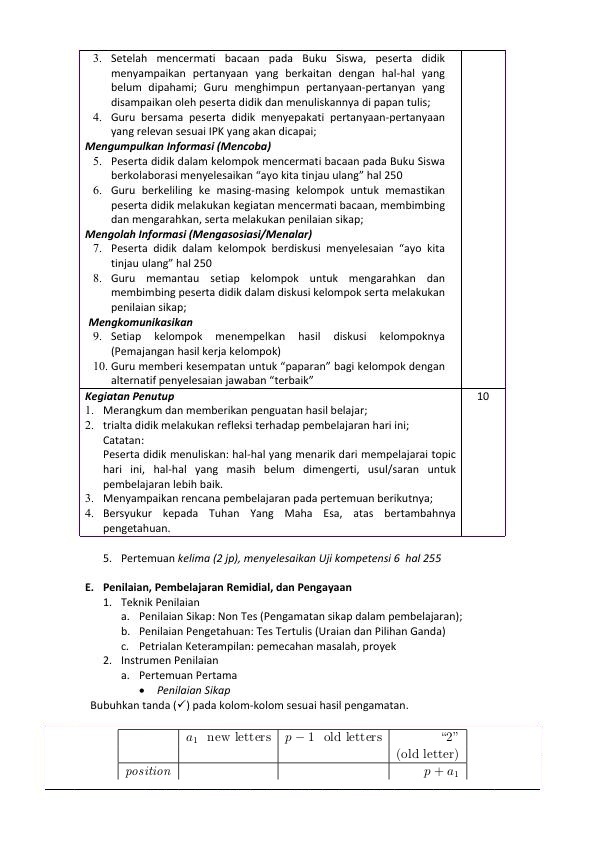 3. Setelah mencermati bacaan pada Buku Siswa, peserta didik
menyampaikan pertanyaan yang berkaitan dengan hal-hal yang
belum dipahami; Guru menghimpun pertanyaan-pertanyan yang
disampaikan oleh peserta didik dan menuliskannya di papan tulis;
4. Guru bersama peserta didik menyepakati pertanyaan-pertanyaan
yang relevan sesuai IPK yang akan dicapai;
Mengumpulkan Informasi (Mencoba)
5. Peserta didik dalam kelompok mencermati bacaan pada Buku Siswa
berkolaborasi menyelesaikan “ayo kita tinjau ulang” hal 250
6. Guru berkeliling ke masing-masing kelompok untuk memastikan
peserta didik melakukan kegiatan mencermati bacaan, membimbing
dan mengarahkan, serta melakukan penilaian sikap;
Mengolah Informasi (Mengasosiasi/Menalar)
7. Peserta didik dalam kelompok berdiskusi menyelesaian “ayo kita
tinjau ulang” hal 250
8. Guru memantau setiap kelompok untuk mengarahkan dan
membimbing peserta didik dalam diskusi kelompok serta melakukan
penilaian sikap;
Mengkomunikasikan
9. Setiap kelompok menempelkan hasil diskusi kelompoknya
(Pemajangan hasil kerja kelompok)
10. Guru memberi kesempatan untuk “paparan” bagi kelompok dengan
alternatif penyelesaian jawaban “terbaik”
Kegiatan Penutup 10
1. Merangkum dan memberikan penguatan hasil belajar;
2. trialta didik melakukan refleksi terhadap pembelajaran hari ini;
Catatan:
Peserta didik menuliskan: hal-hal yang menarik dari mempelajarai topic
hari ini, hal-hal yang masih belum dimengerti, usul/saran untuk
pembelajaran lebih baik.
3. Menyampaikan rencana pembelajaran pada pertemuan berikutnya;
4. Bersyukur kepada Tuhan Yang Maha Esa, atas bertambahnya
pengetahuan.
5. Pertemuan kelima (2 jp), menyelesaikan Uji kompetensi 6 hal 255
E. Penilaian, Pembelajaran Remidial, dan Pengayaan
1. Teknik Penilaian
a. Penilaian Sikap: Non Tes (Pengamatan sikap dalam pembelajaran);
b. Penilaian Pengetahuan: Tes Tertulis (Uraian dan Pilihan Ganda)
c. Petrialan Keterampilan: pemecahan masalah, proyek
2. Instrumen Penilaian
a. Pertemuan Pertama
• Penilaian Sikap
Bubuhkan tanda (✓) pada kolom-kolom sesuai hasil pengamatan.
a₁ new letters p − 1 old letters “2”
(old letter)
position p + a₁